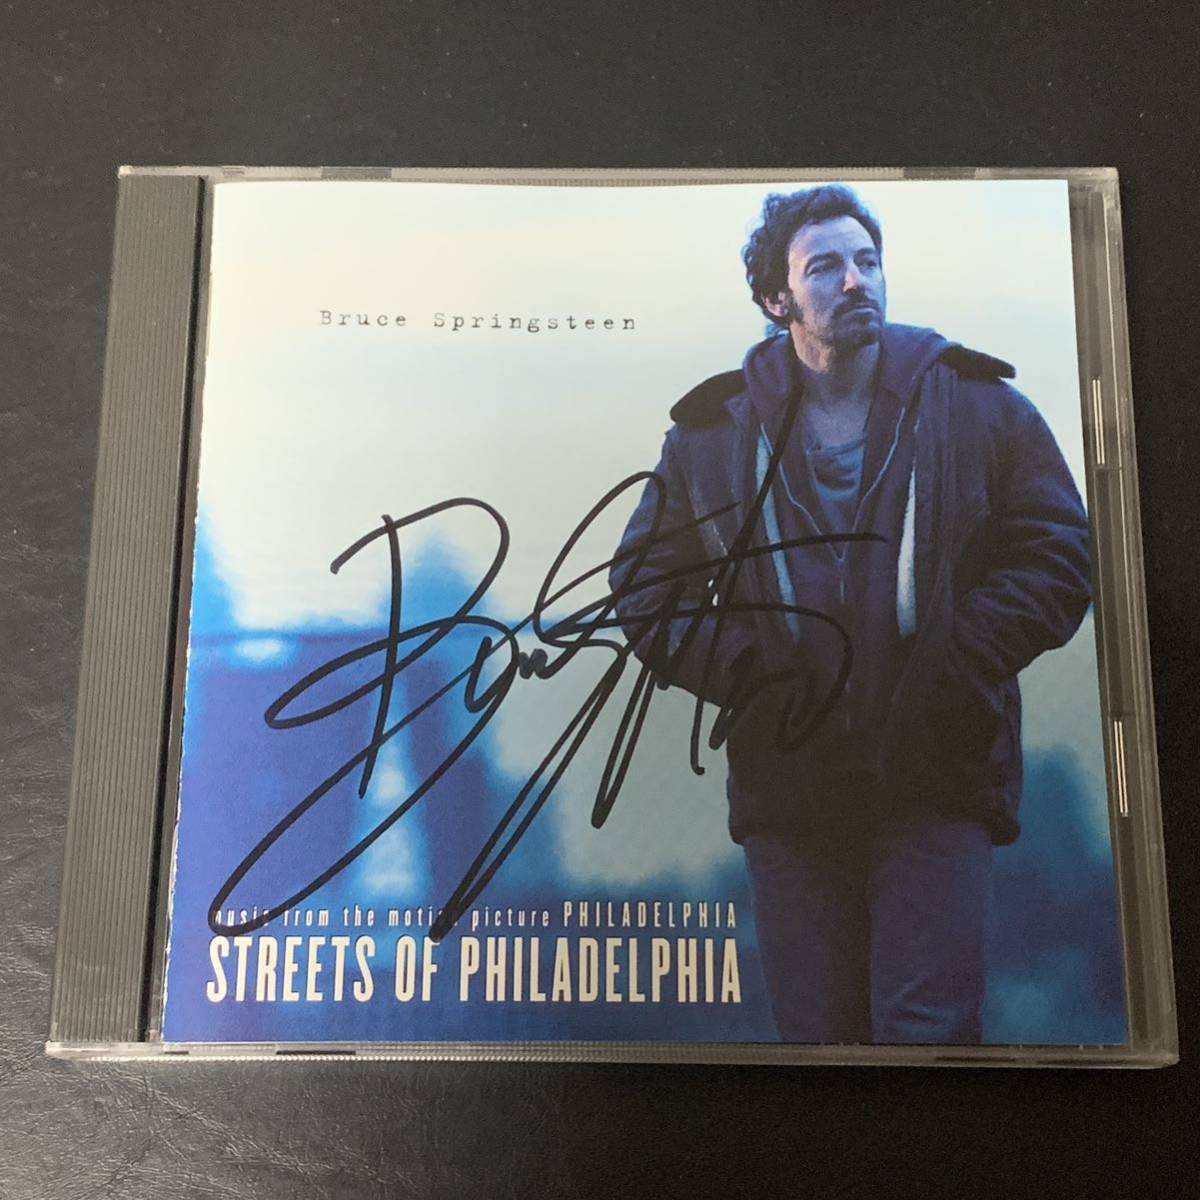 Bruce Springsteen
music from the motion picture PHILADELPHIA
STREETS OF PHILADELPHIA